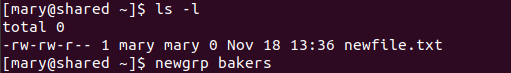 [mary@shared ~]$ ls -l
total 0
-rw-rw-r-- 1 mary mary 0 Nov 18 13:36 newfile.txt
[mary@shared ~]$ newgrp bakers